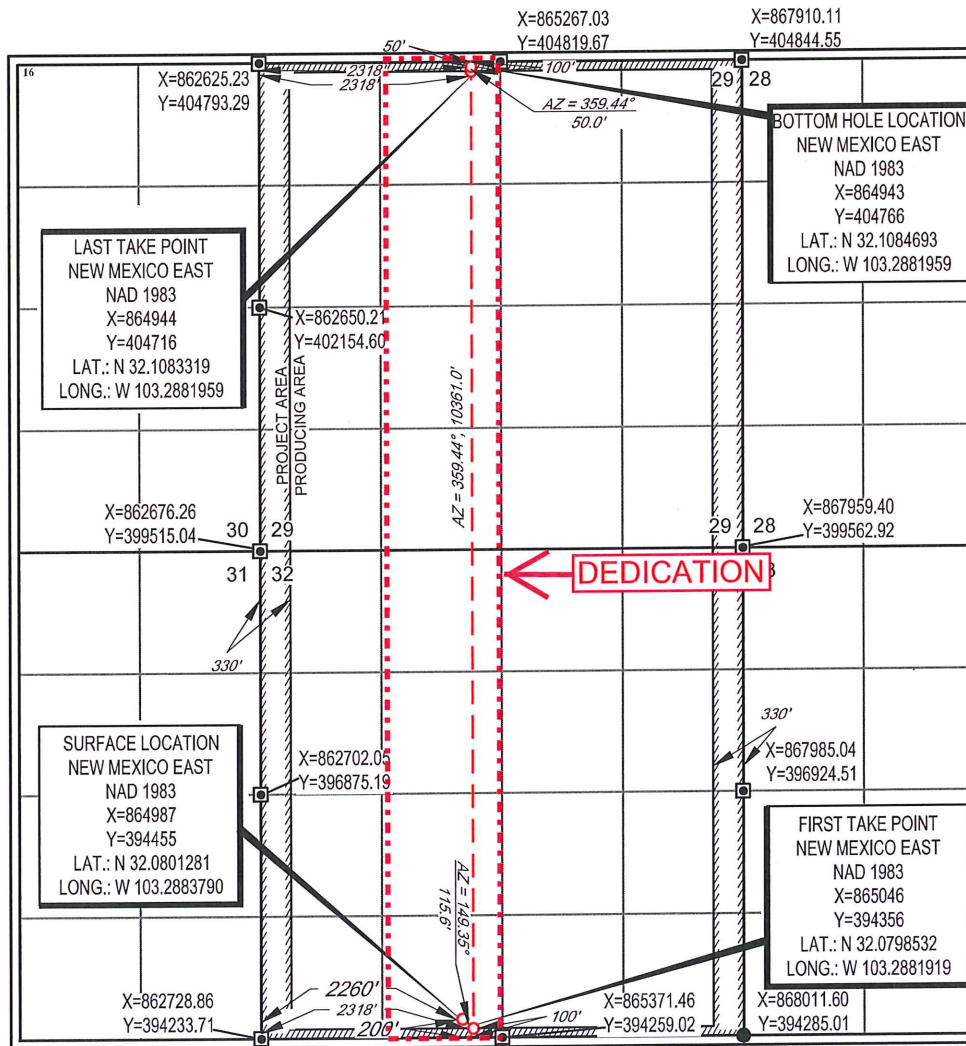 X=865267.03
Y=404819.67
X=867910.11
Y=404844.55
50'
16
X=862625.23
Y=404793.29
2318'
2318'
100'
29 28
AZ = 359.44°
50.0'
BOTTOM HOLE LOCATION
NEW MEXICO EAST
NAD 1983
X=864943
Y=404766
LAT.: N 32.1084693
LONG.: W 103.2881959
LAST TAKE POINT
NEW MEXICO EAST
NAD 1983
X=864944
Y=404716
LAT.: N 32.1083319
LONG.: W 103.2881959
X=862650.21
Y=402154.60
PROJECT AREA
PRODUCING AREA
AZ = 359.44°, 10361.0'
X=862676.26
Y=399515.04
30 29
31 32
29 28
X=867959.40
Y=399562.92
DEDICATION
330'
SURFACE LOCATION
NEW MEXICO EAST
NAD 1983
X=864987
Y=394455
LAT.: N 32.0801281
LONG.: W 103.2883790
X=862702.05
Y=396875.19
330'
X=867985.04
Y=396924.51
FIRST TAKE POINT
NEW MEXICO EAST
NAD 1983
X=865046
Y=394356
LAT.: N 32.0798532
LONG.: W 103.2881919
AZ = 149.35°
115.6'
X=862728.86
Y=394233.71
2260'
2318'
200'
100'
X=865371.46
Y=394259.02
X=868011.60
Y=394285.01